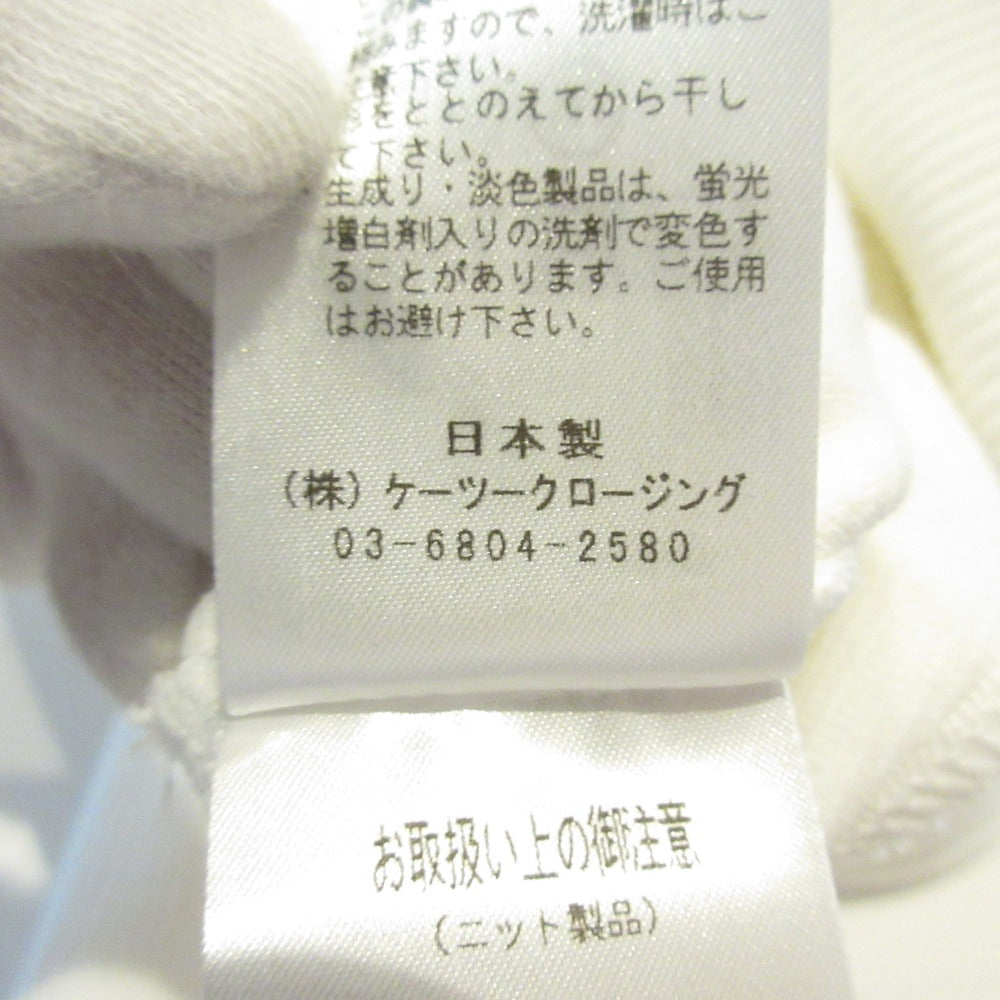 ますので、洗濯時はご
下さい。
をととのえてから干し
て下さい。
生成り・淡色製品は、蛍光
増白剤入りの洗剤で変色す
ることがあります。ご使用
はお避け下さい。
日本製
(株)ケーツークロージング
03-6804-2580
お取扱い上の御注意
(ニット製品)